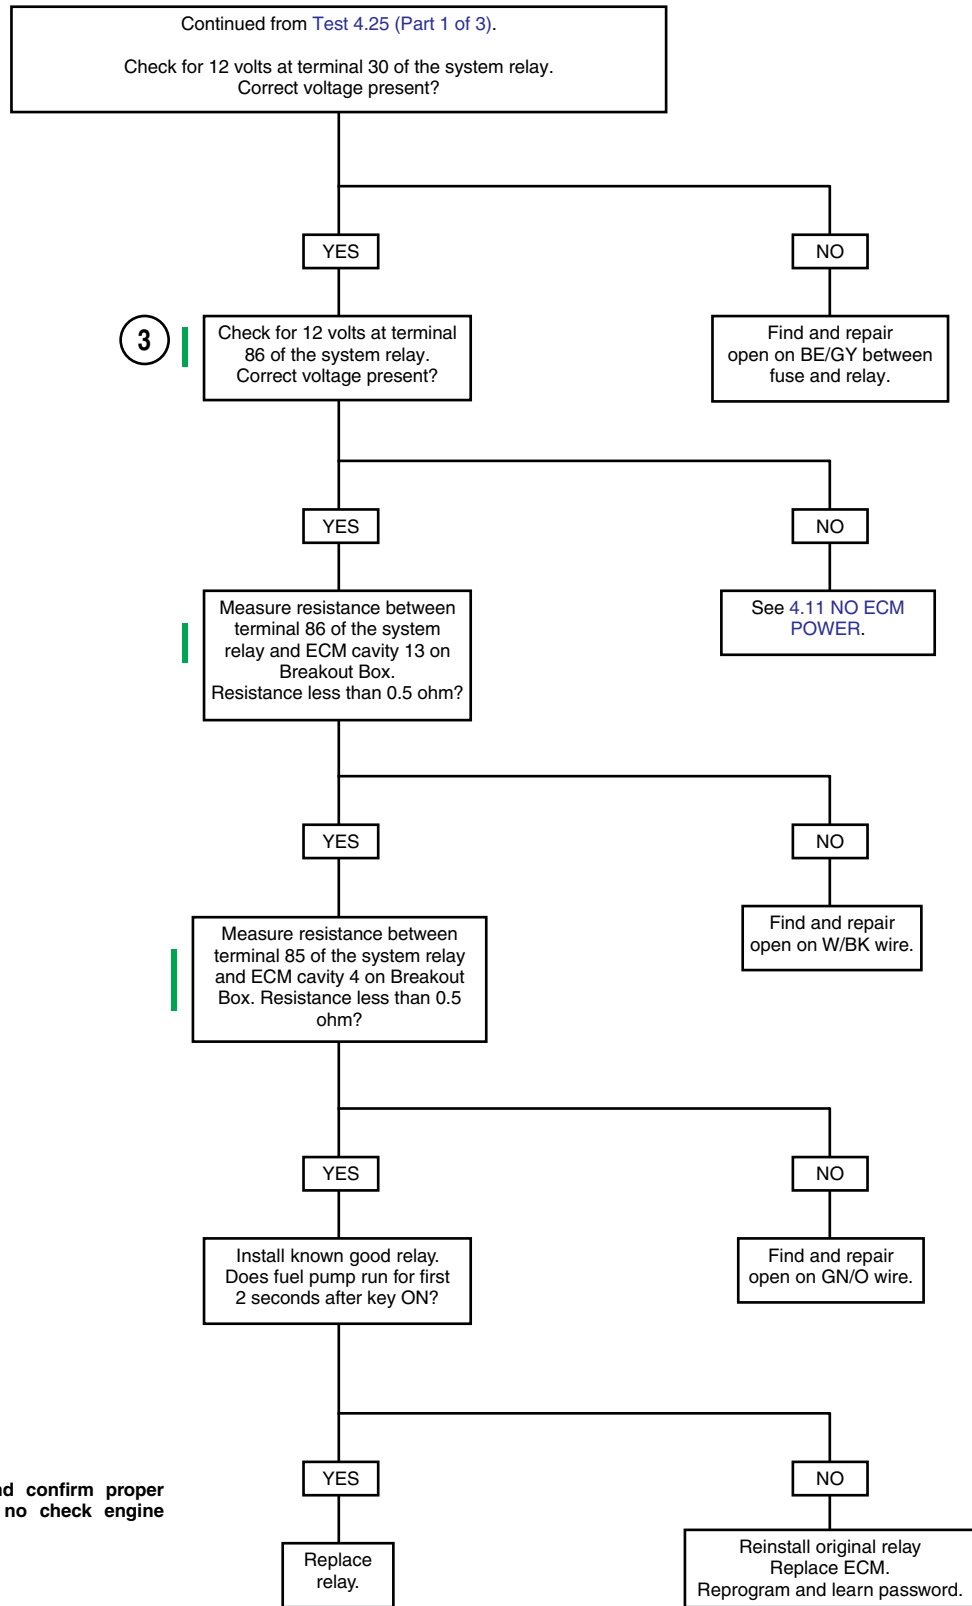 Continued from Test 4.25 (Part 1 of 3).
Check for 12 volts at terminal 30 of the system relay.
Correct voltage present?
YES
NO
3
Check for 12 volts at terminal
86 of the system relay.
Correct voltage present?
Find and repair
open on BE/GY between
fuse and relay.
YES
NO
Measure resistance between
terminal 86 of the system
relay and ECM cavity 13 on
Breakout Box.
Resistance less than 0.5 ohm?
See 4.11 NO ECM
POWER.
YES
NO
Measure resistance between
terminal 85 of the system relay
and ECM cavity 4 on Breakout
Box. Resistance less than 0.5
ohm?
Find and repair
open on W/BK wire.
YES
NO
Install known good relay.
Does fuel pump run for first
2 seconds after key ON?
Find and repair
open on GN/O wire.
YES
NO
nd confirm proper
no check engine
Replace
relay.
Reinstall original relay
Replace ECM.
Reprogram and learn password.